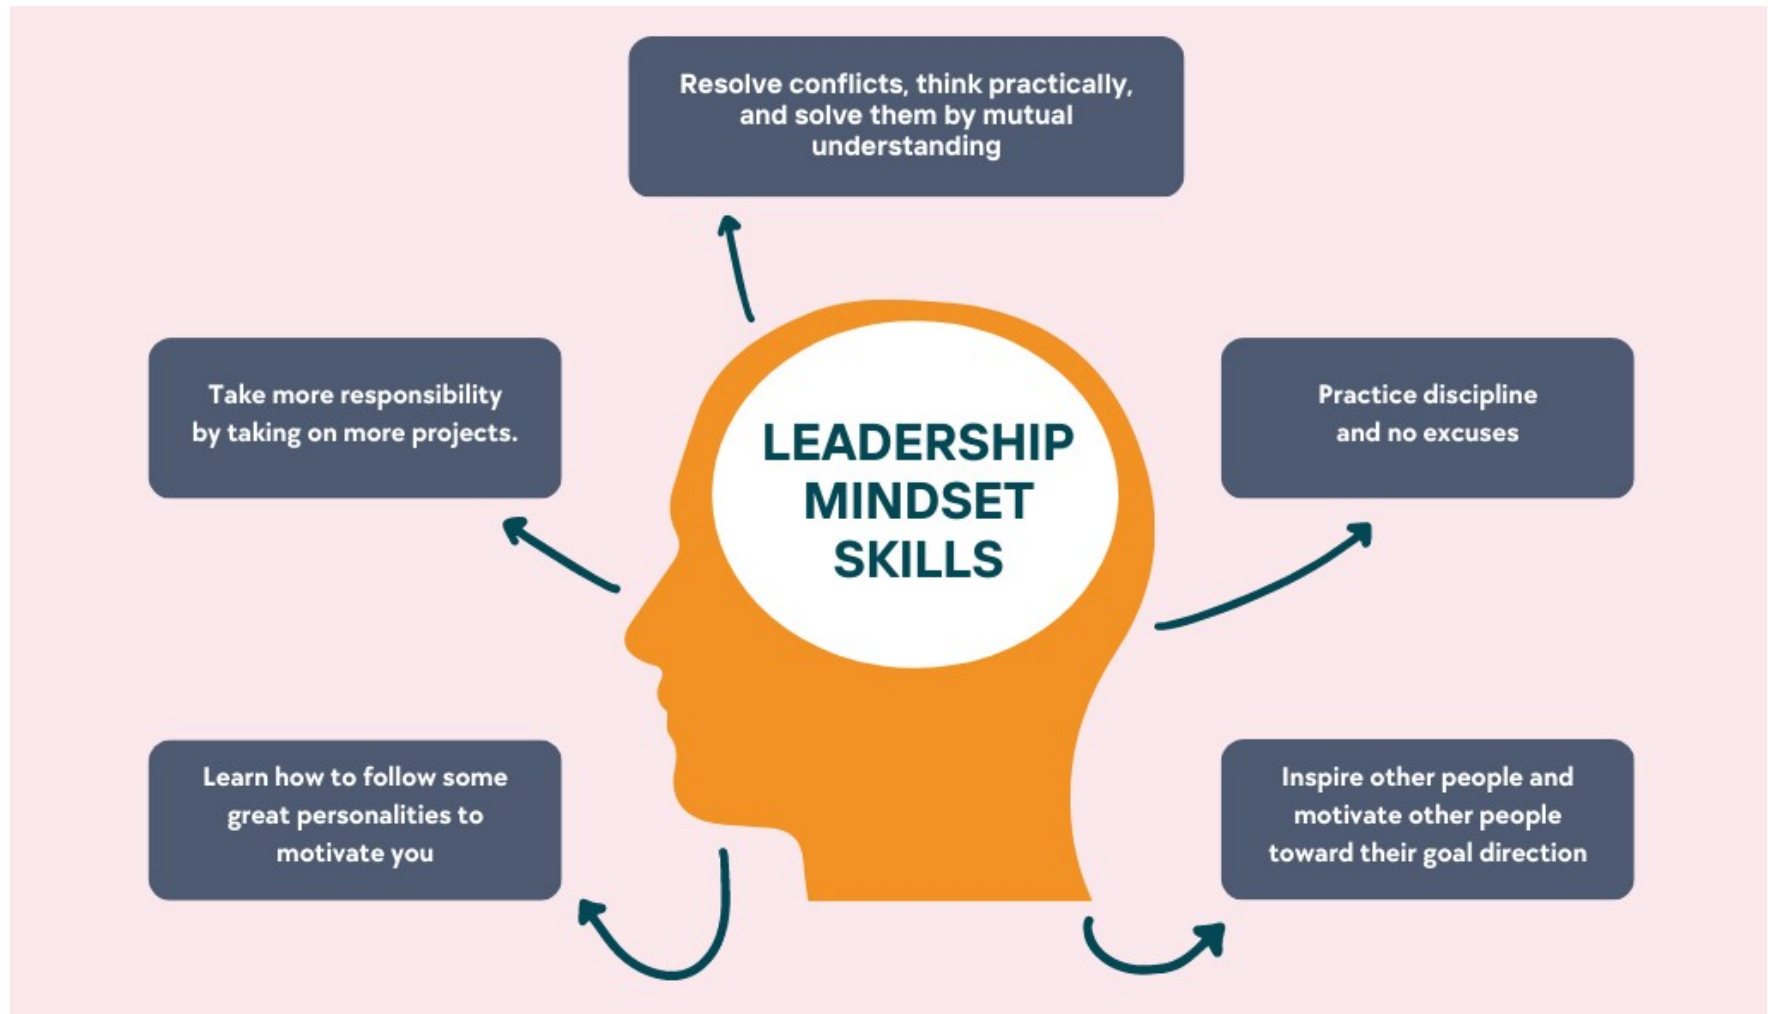 Resolve conflicts, think practically,
and solve them by mutual
understanding
Take more responsibility
by taking on more projects.
LEADERSHIP
MINDSET
SKILLS
Practice discipline
and no excuses
Learn how to follow some
great personalities to
motivate you
Inspire other people and
motivate other people
toward their goal direction